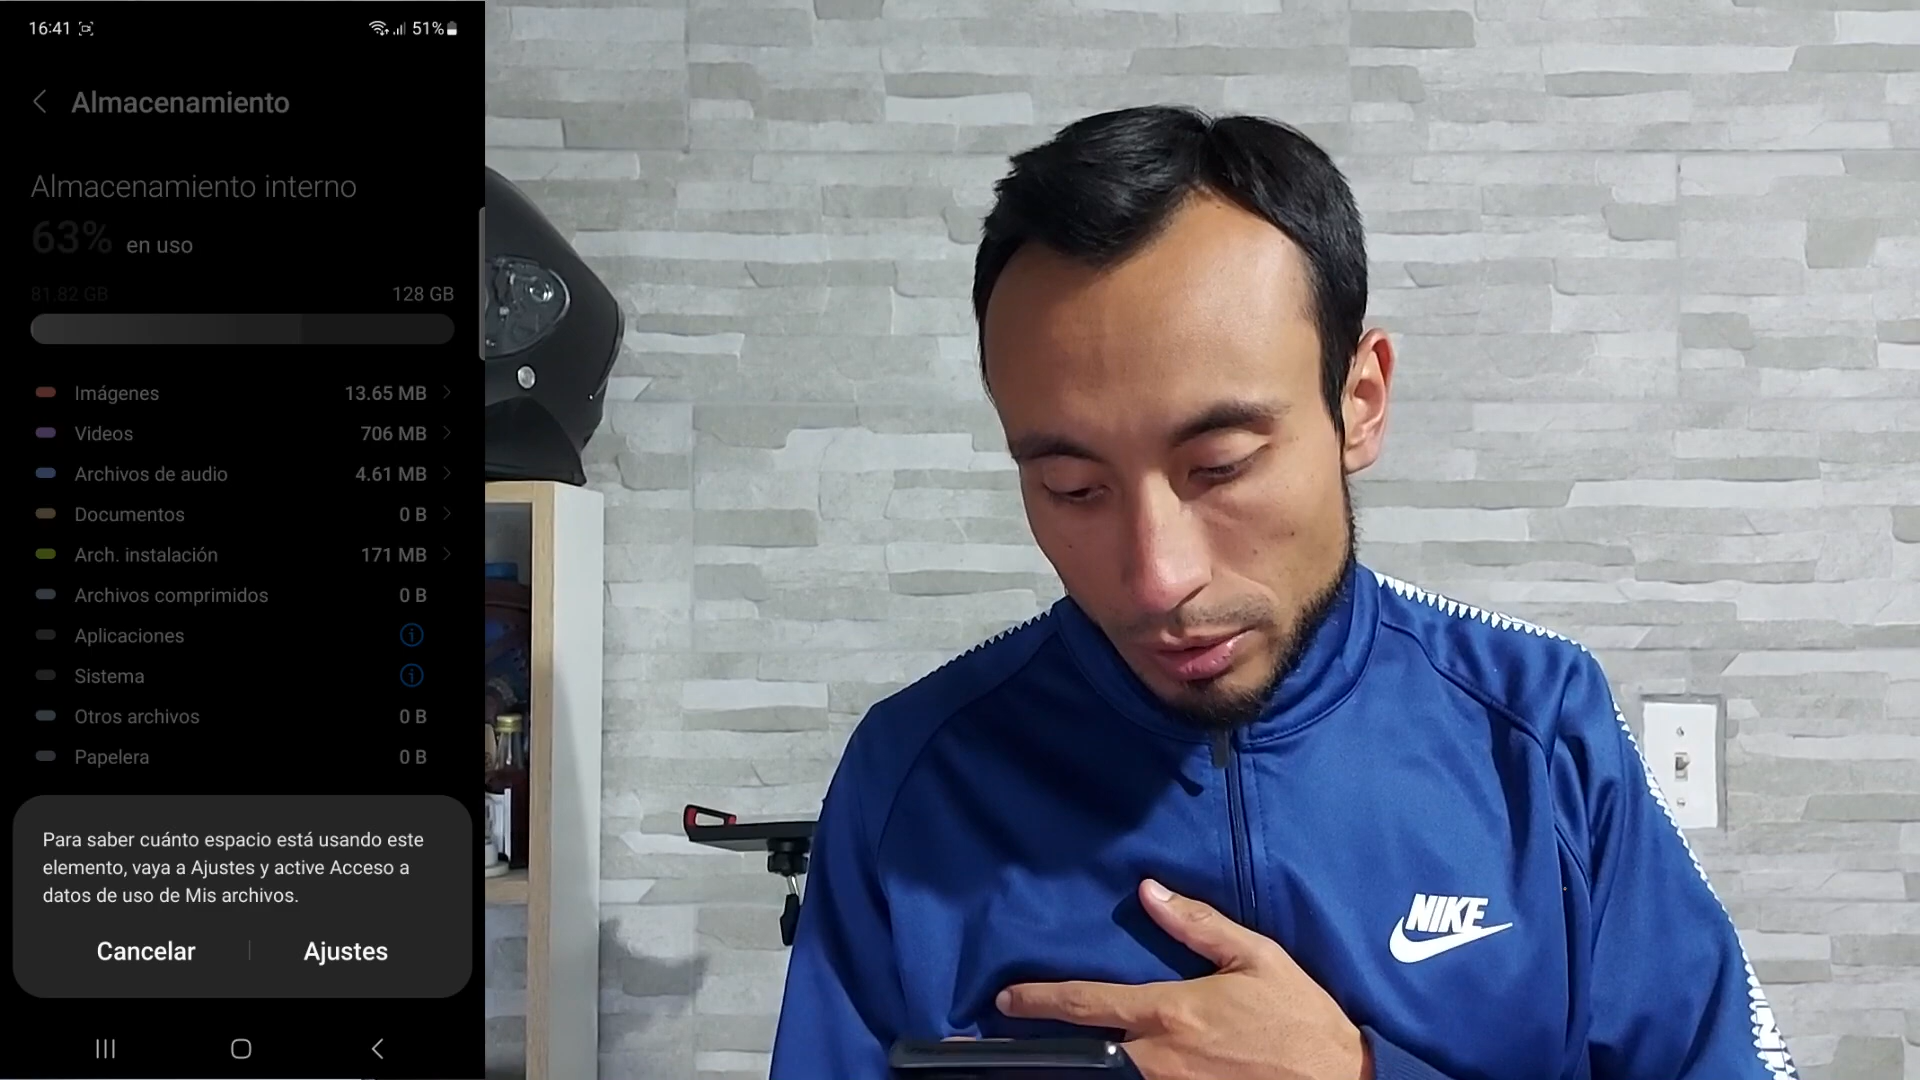 16:41
51%
Almacenamiento
Almacenamiento interno
63% en uso
81.82 GB 128 GB
Imágenes 13.65 MB
Videos 706 MB
Archivos de audio 4.61 MB
Documentos 0 B
Arch. instalación 171 MB
Archivos comprimidos 0 B
Aplicaciones
Sistema
Otros archivos 0 B
Papelera 0 B
Para saber cuánto espacio está usando este
elemento, vaya a Ajustes y active Acceso a
datos de uso de Mis archivos.
Cancelar Ajustes
NIKE